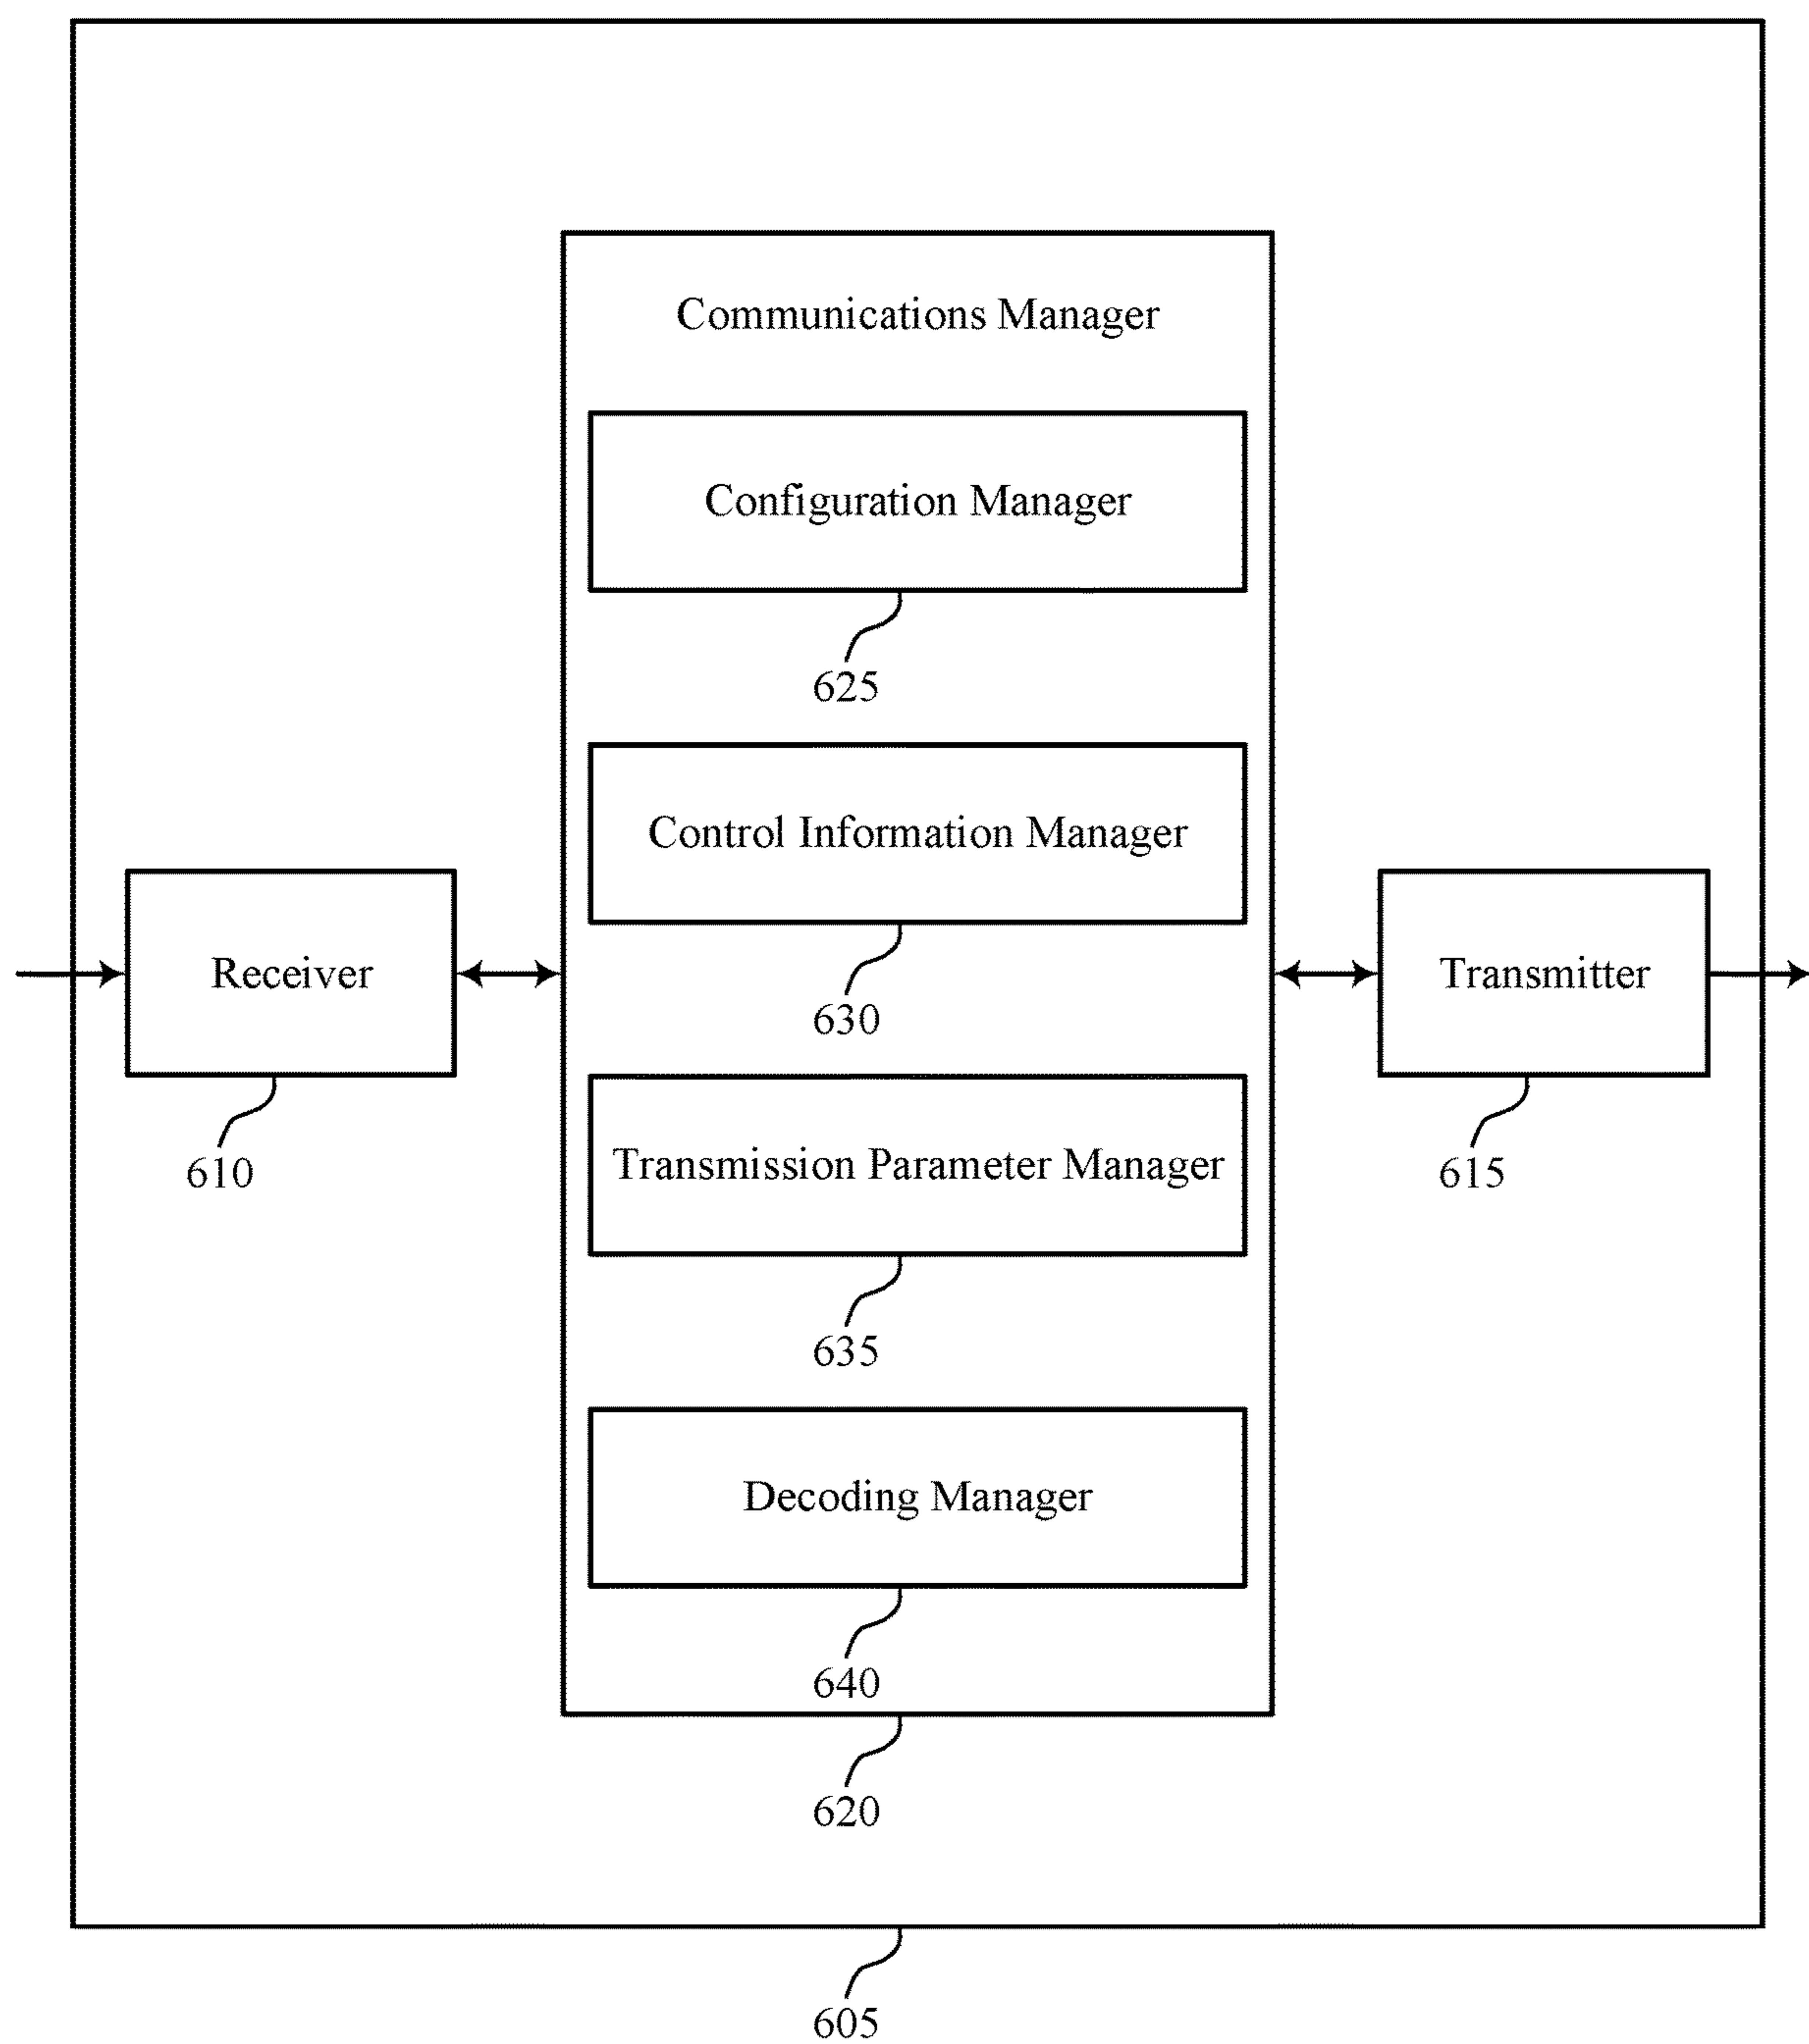 Communications Manager
Configuration Manager
625
Control Information Manager
630
Receiver
Transmitter
610
615
Transmission Parameter Manager
635
Decoding Manager
640
620
605